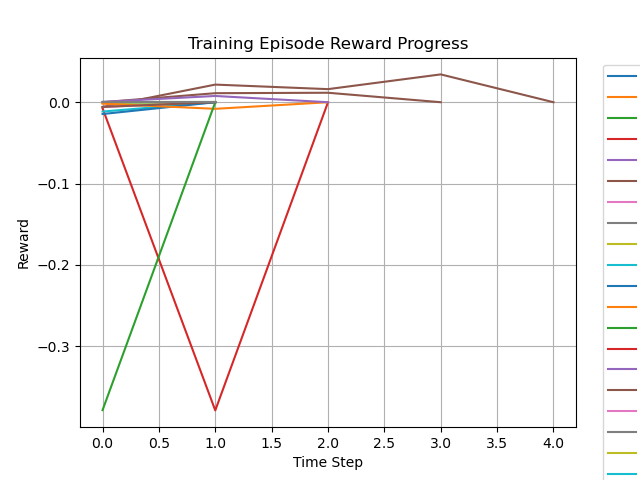 Training Episode Reward Progress
0.0
−0.1
−0.2
−0.3
Reward
0.0 0.5 1.0 1.5 2.0 2.5 3.0 3.5 4.0
Time Step